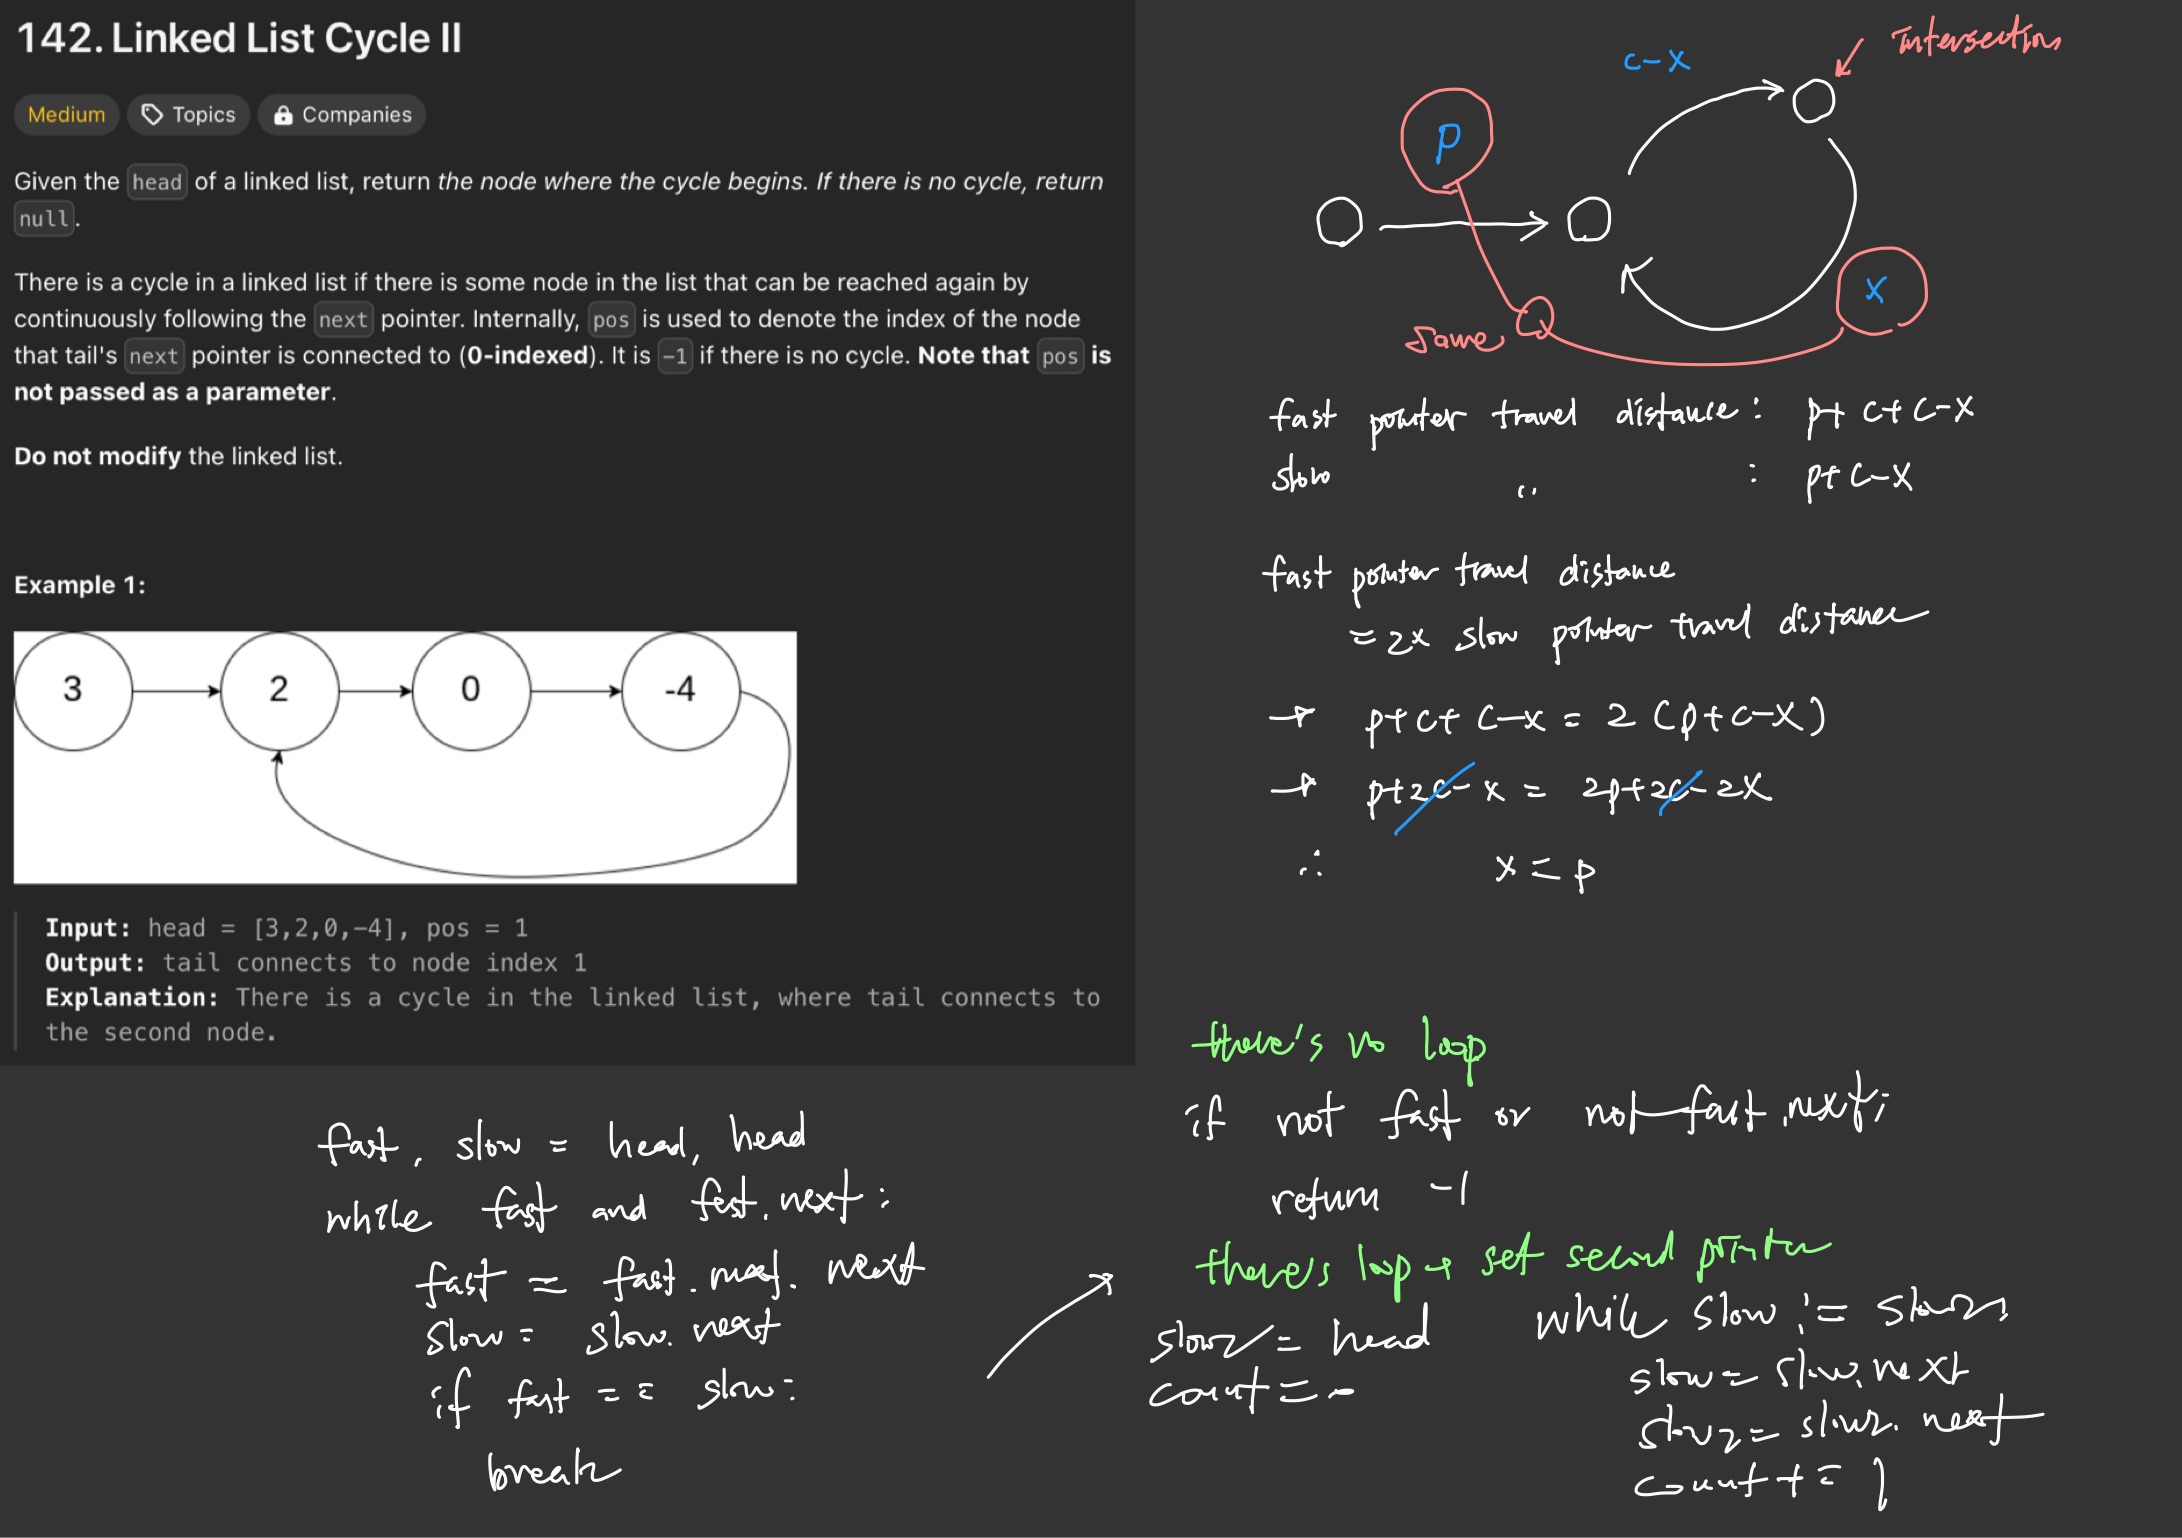 142. Linked List Cycle II
Medium Topics Companies
Given the head of a linked list, return the node where the cycle begins. If there is no cycle, return
null.
There is a cycle in a linked list if there is some node in the list that can be reached again by
continuously following the next pointer. Internally, pos is used to denote the index of the node
that tail's next pointer is connected to (0-indexed). It is -1 if there is no cycle. Note that pos is
not passed as a parameter.
Do not modify the linked list.
Example 1:
3 2 0 -4
Input: head = [3,2,0,-4], pos = 1
Output: tail connects to node index 1
Explanation: There is a cycle in the linked list, where tail connects to
the second node.
Intersection
c-x
p
x
Same
fast pointer travel distance: p+c+c-x
slow " : p+c-x
fast pointer travel distance
= 2x slow pointer travel distance
→ p+c+c-x = 2(p+c-x)
→ p+2c-x = 2p+2c-2x
∴ x = p
fast, slow = head, head
while fast and fast.next:
fast = fast.next.next
slow = slow.next
if fast == slow:
break
there's no loop
if not fast or not fast.next:
return -1
there's loop → set second pointer
slow2 = head
count =
while slow != slow2:
slow = slow.next
slow2 = slow2.next
count += 1